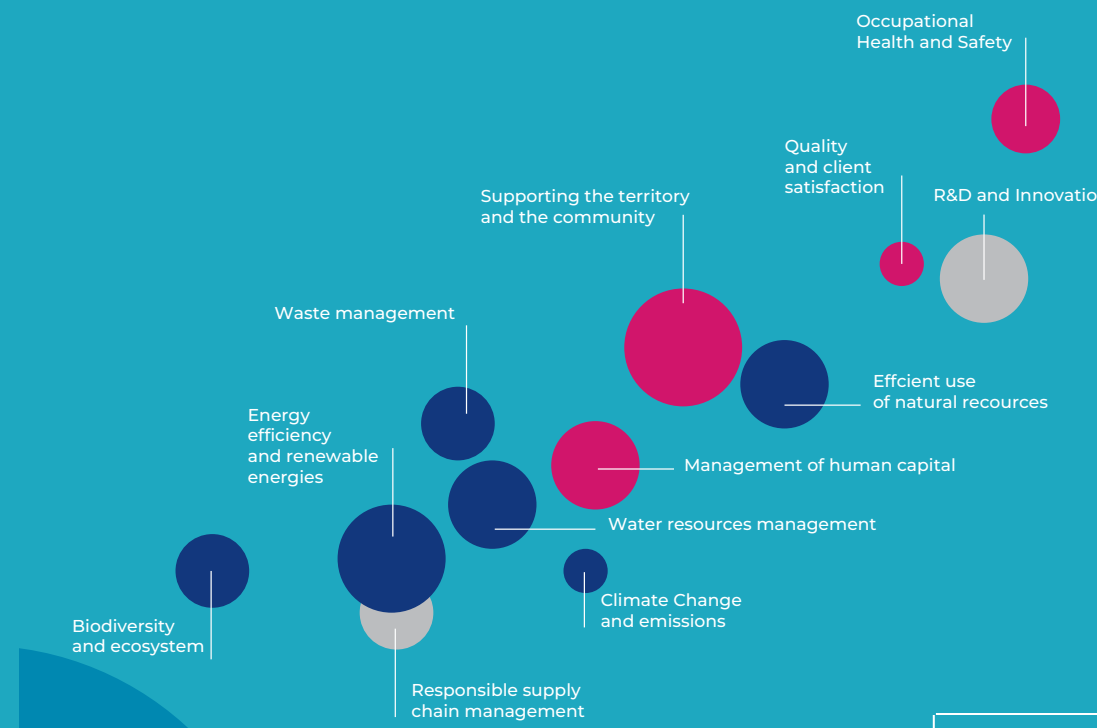 Occupational
Health and Safety
Quality
and client
satisfaction
R&D and Innovatio
Supporting the territory
and the community
Waste management
Effcient use
of natural recources
Energy
efficiency
and renewable
energies
Management of human capital
Water resources management
Climate Change
and emissions
Biodiversity
and ecosystem
Responsible supply
chain management